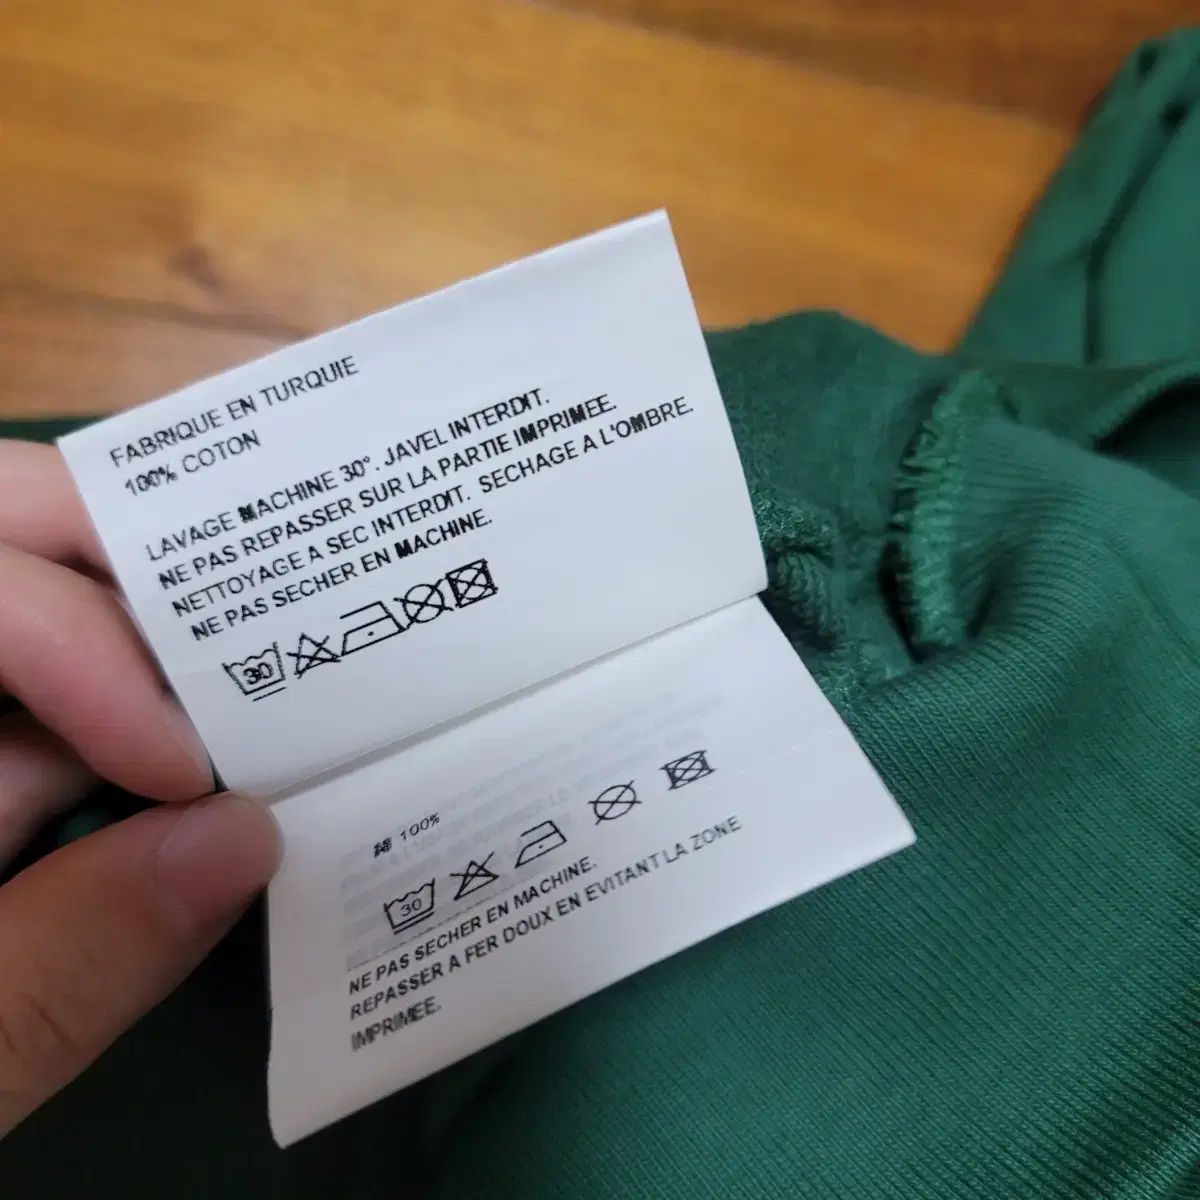 FABRIQUE EN TURQUIE
100% COTON
LAVAGE MACHINE 30°. JAVEL INTERDIT.
NE PAS REPASSER SUR LA PARTIE IMPRIMEE.
NETTOYAGE A SEC INTERDIT. SECHAGE A L'OMBRE.
NE PAS SECHER EN MACHINE.
30
100%
30
NE PAS SECHER EN MACHINE.
REPASSER A FER DOUX EN EVITANT LA ZONE
IMPRIMEE.